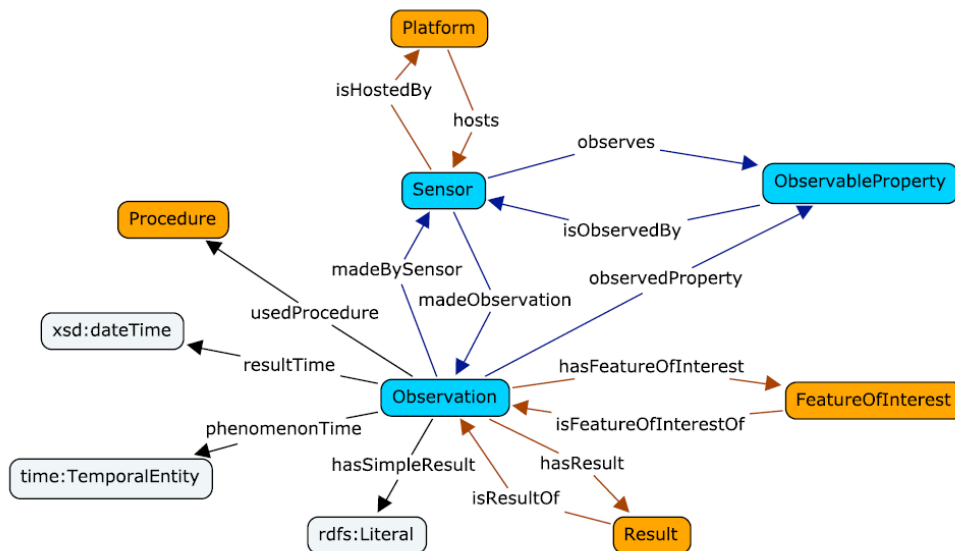 Platform
isHostedBy
hosts
observes
Sensor
ObservableProperty
Procedure
isObservedBy
madeBySensor
observedProperty
madeObservation
usedProcedure
xsd:dateTime
resultTime
hasFeatureOfInterest
Observation
FeatureOfInterest
isFeatureOfInterestOf
phenomenonTime
hasSimpleResult
hasResult
time:TemporalEntity
isResultOf
rdfs:Literal
Result